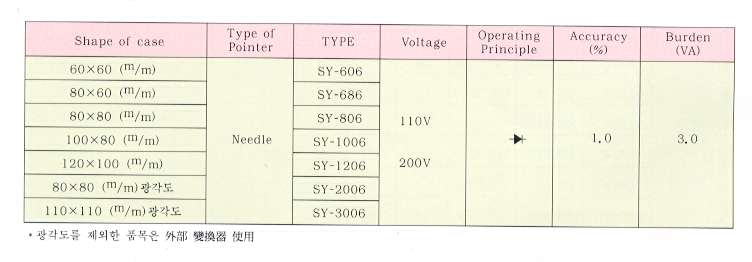 Shape of case Type of Pointer TYPE Voltage Operating Principle Accuracy (%) Burden (VA)
60×60 (m/m) SY-606
80×60 (m/m) SY-686
80×80 (m/m) SY-806 110V
100×80 (m/m) Needle SY-1006 1.0 3.0
120×100 (m/m) SY-1206 200V
80×80 (m/m)광각도 SY-2006
110×110 (m/m)광각도 SY-3006
* 광각도를 제외한 품목은 外部 變換器 使用